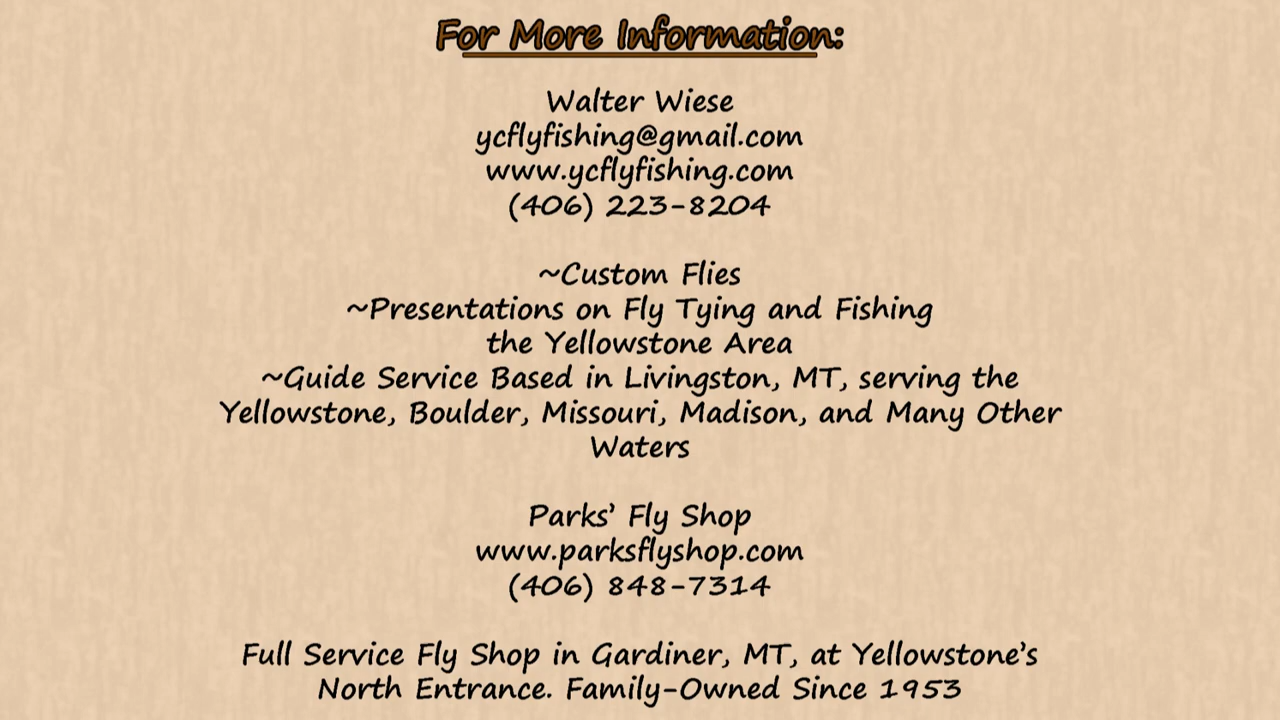 For More Information:
Walter Wiese
ycflyfishing@gmail.com
www.ycflyfishing.com
(406) 223-8204
~Custom Flies
~Presentations on Fly Tying and Fishing
the Yellowstone Area
~Guide Service Based in Livingston, MT, serving the
Yellowstone, Boulder, Missouri, Madison, and Many Other
Waters
Parks’ Fly Shop
www.parksflyshop.com
(406) 848-7314
Full Service Fly Shop in Gardiner, MT, at Yellowstone’s
North Entrance. Family-Owned Since 1953